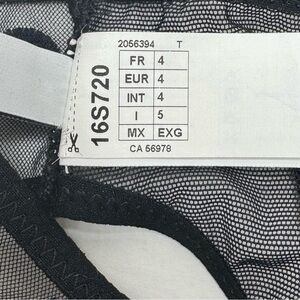 2056394 T
16S720
FR 4
EUR 4
INT 4
I 5
MX EXG
CA 56978